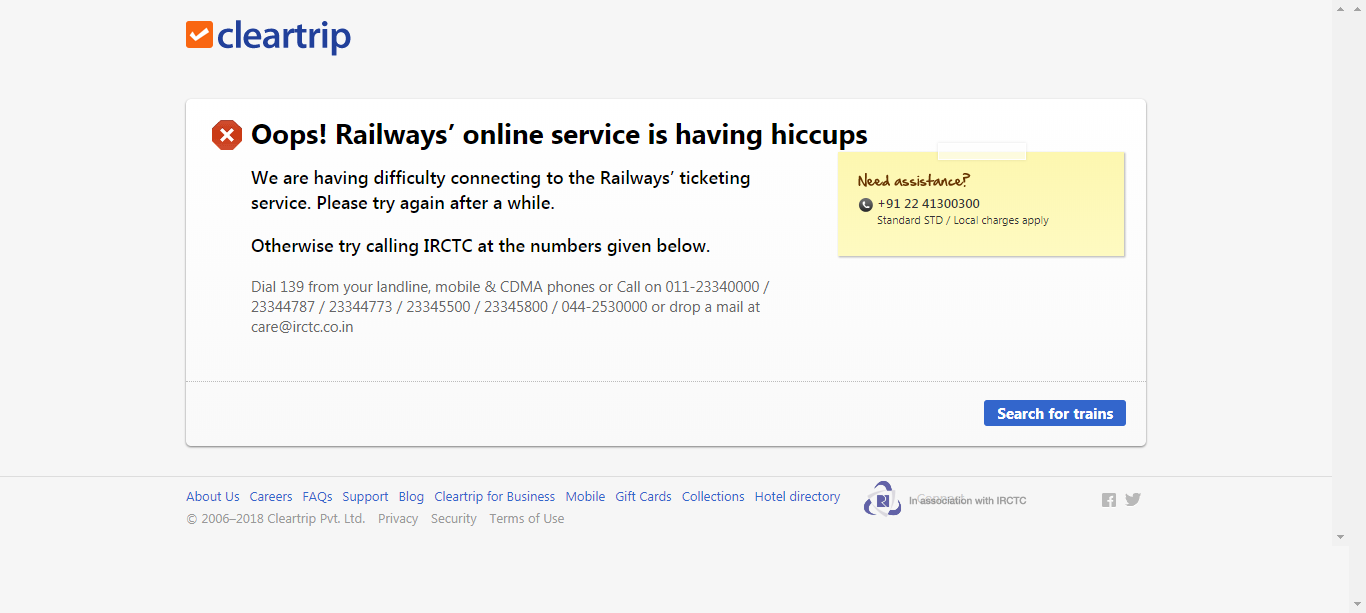 cleartrip
Oops! Railways’ online service is having hiccups
We are having difficulty connecting to the Railways’ ticketing
service. Please try again after a while.
Otherwise try calling IRCTC at the numbers given below.
Dial 139 from your landline, mobile & CDMA phones or Call on 011-23340000 /
23344787 / 23344773 / 23345500 / 23345800 / 044-2530000 or drop a mail at
care@irctc.co.in
Need assistance?
+91 22 41300300
Standard STD / Local charges apply
Search for trains
About Us Careers FAQs Support Blog Cleartrip for Business Mobile Gift Cards Collections Hotel directory
© 2006–2018 Cleartrip Pvt. Ltd. Privacy Security Terms of Use
In association with IRCTC